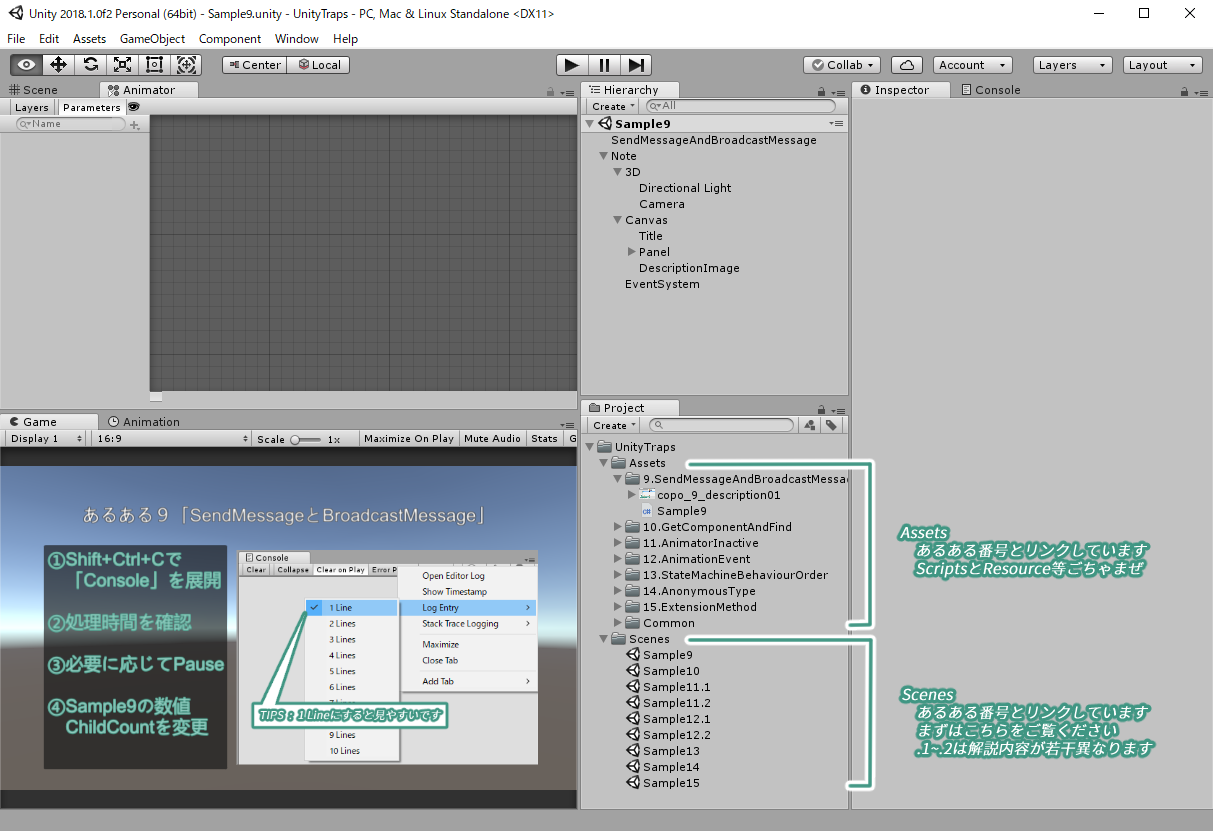 Unity 2018.1.0f2 Personal (64bit) - Sample9.unity - UnityTraps - PC, Mac & Linux Standalone <DX11>
File Edit Assets GameObject Component Window Help
Center Local Collab Account Layers Layout
Scene Animator
Layers Parameters
Name
Hierarchy
Create All
Sample9
SendMessageAndBroadcastMessage
Note
3D
Directional Light
Camera
Canvas
Title
Panel
DescriptionImage
EventSystem
Inspector Console
Game Animation
Display 1 16:9 Scale 1x Maximize On Play Mute Audio Stats G
あるある９「SendMessageとBroadcastMessage」
①Shift+Ctrl+Cで
「Console」を展開
②処理時間を確認
③必要に応じてPause
④Sample9の数値
ChildCountを変更
Console
Clear Collapse Clear on Play Error P
Open Editor Log
Show Timestamp
Log Entry
Stack Trace Logging
Maximize
Close Tab
Add Tab
1 Line
2 Lines
3 Lines
4 Lines
5 Lines
6 Lines
TIPS：1 Lineにすると見やすいです
9 Lines
10 Lines
Project
Create
UnityTraps
Assets
9.SendMessageAndBroadcastMessa
copo_9_description01
Sample9
10.GetComponentAndFind
11.AnimatorInactive
12.AnimationEvent
13.StateMachineBehaviourOrder
14.AnonymousType
15.ExtensionMethod
Common
Scenes
Sample9
Sample10
Sample11.1
Sample11.2
Sample12.1
Sample12.2
Sample13
Sample14
Sample15
Assets
あるある番号とリンクしています
ScriptsとResource等ごちゃまぜ
Scenes
あるある番号とリンクしています
まずはこちらをご覧ください
.1~.2は解説内容が若干異なります